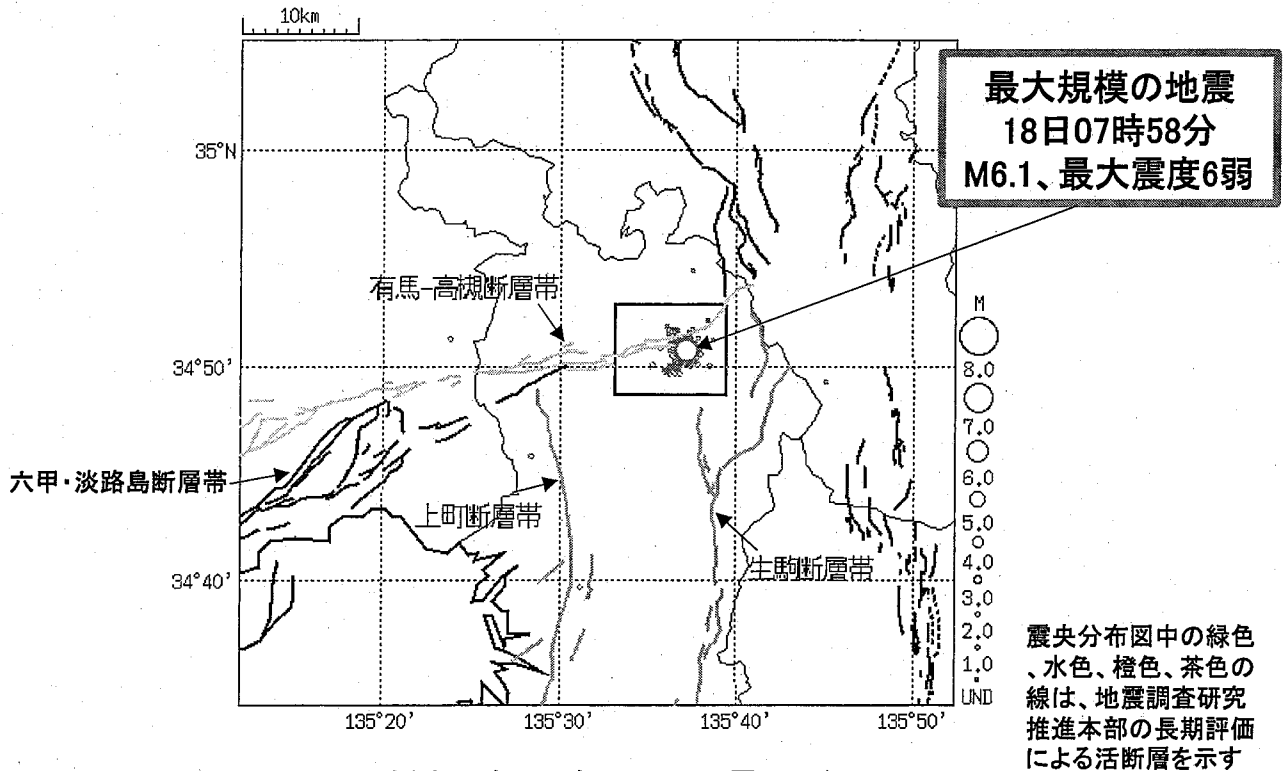 10km
最大規模の地震
18日07時58分
M6.1、最大震度6弱
35°N
有馬-高槻断層帯
34°50'
六甲・淡路島断層帯
上町断層帯
生駒断層帯
34°40'
135°20'
135°30'
135°40'
135°50'
M
8.0
7.0
6.0
5.0
4.0
3.0
2.0
1.0
UND
震央分布図中の緑色
、水色、橙色、茶色の
線は、地震調査研究
推進本部の長期評価
による活断層を示す